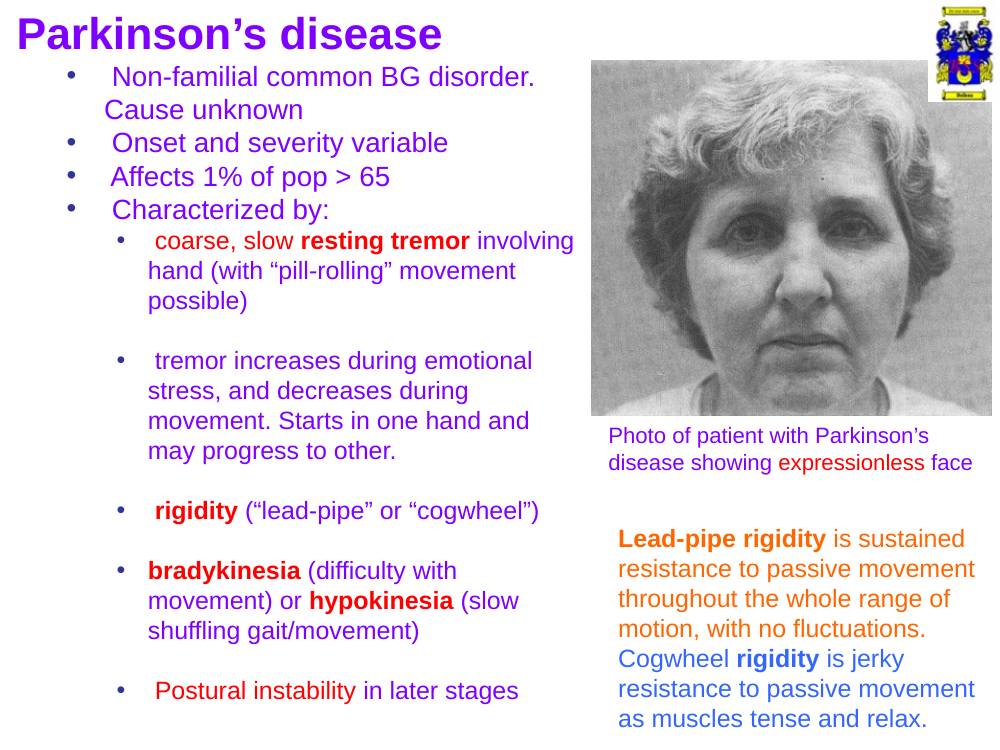 Parkinson’s disease
• Non-familial common BG disorder.
Cause unknown
• Onset and severity variable
• Affects 1% of pop > 65
• Characterized by:
• coarse, slow resting tremor involving
hand (with “pill-rolling” movement
possible)
• tremor increases during emotional
stress, and decreases during
movement. Starts in one hand and
may progress to other.
• rigidity (“lead-pipe” or “cogwheel”)
• bradykinesia (difficulty with
movement) or hypokinesia (slow
shuffling gait/movement)
• Postural instability in later stages
Photo of patient with Parkinson’s
disease showing expressionless face
Lead-pipe rigidity is sustained
resistance to passive movement
throughout the whole range of
motion, with no fluctuations.
Cogwheel rigidity is jerky
resistance to passive movement
as muscles tense and relax.